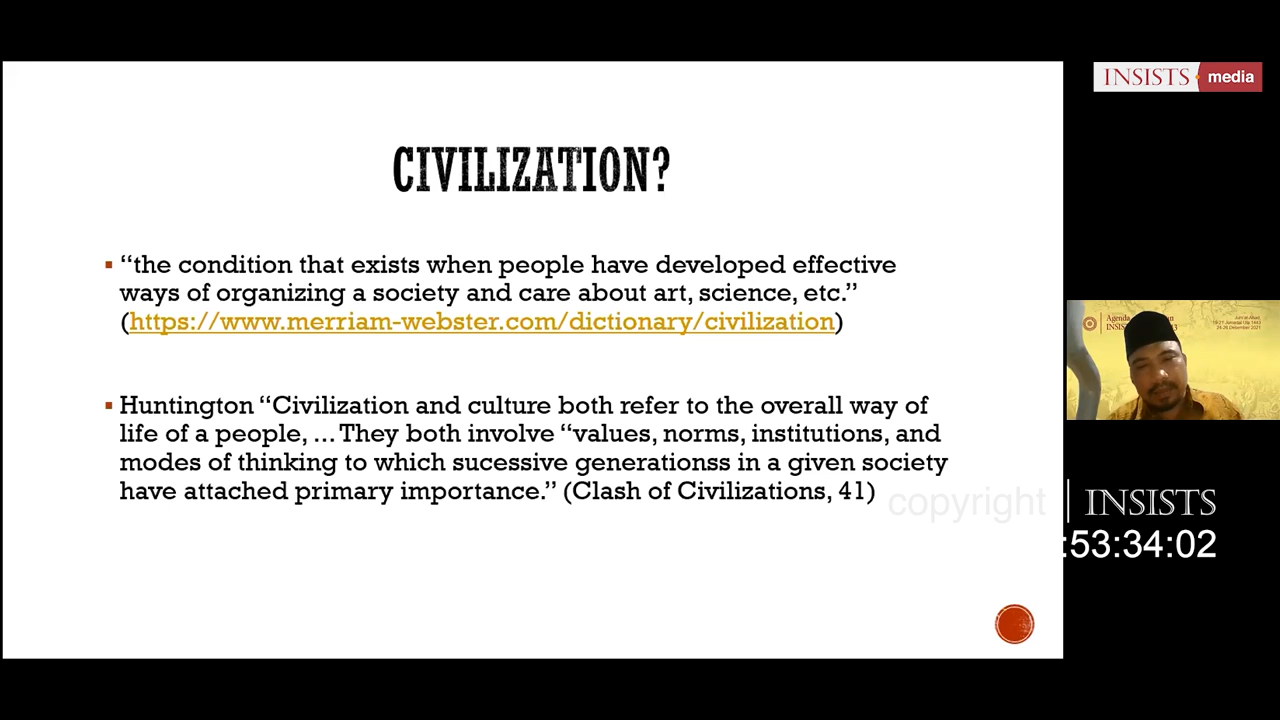 INSISTS media
CIVILIZATION?
“the condition that exists when people have developed effective
ways of organizing a society and care about art, science, etc.”
(https://www.merriam-webster.com/dictionary/civilization)
Huntington “Civilization and culture both refer to the overall way of
life of a people, ... They both involve “values, norms, institutions, and
modes of thinking to which sucessive generationss in a given society
have attached primary importance.” (Clash of Civilizations, 41)
Agenda
INSIS
copyright | INSISTS
:53:34:02